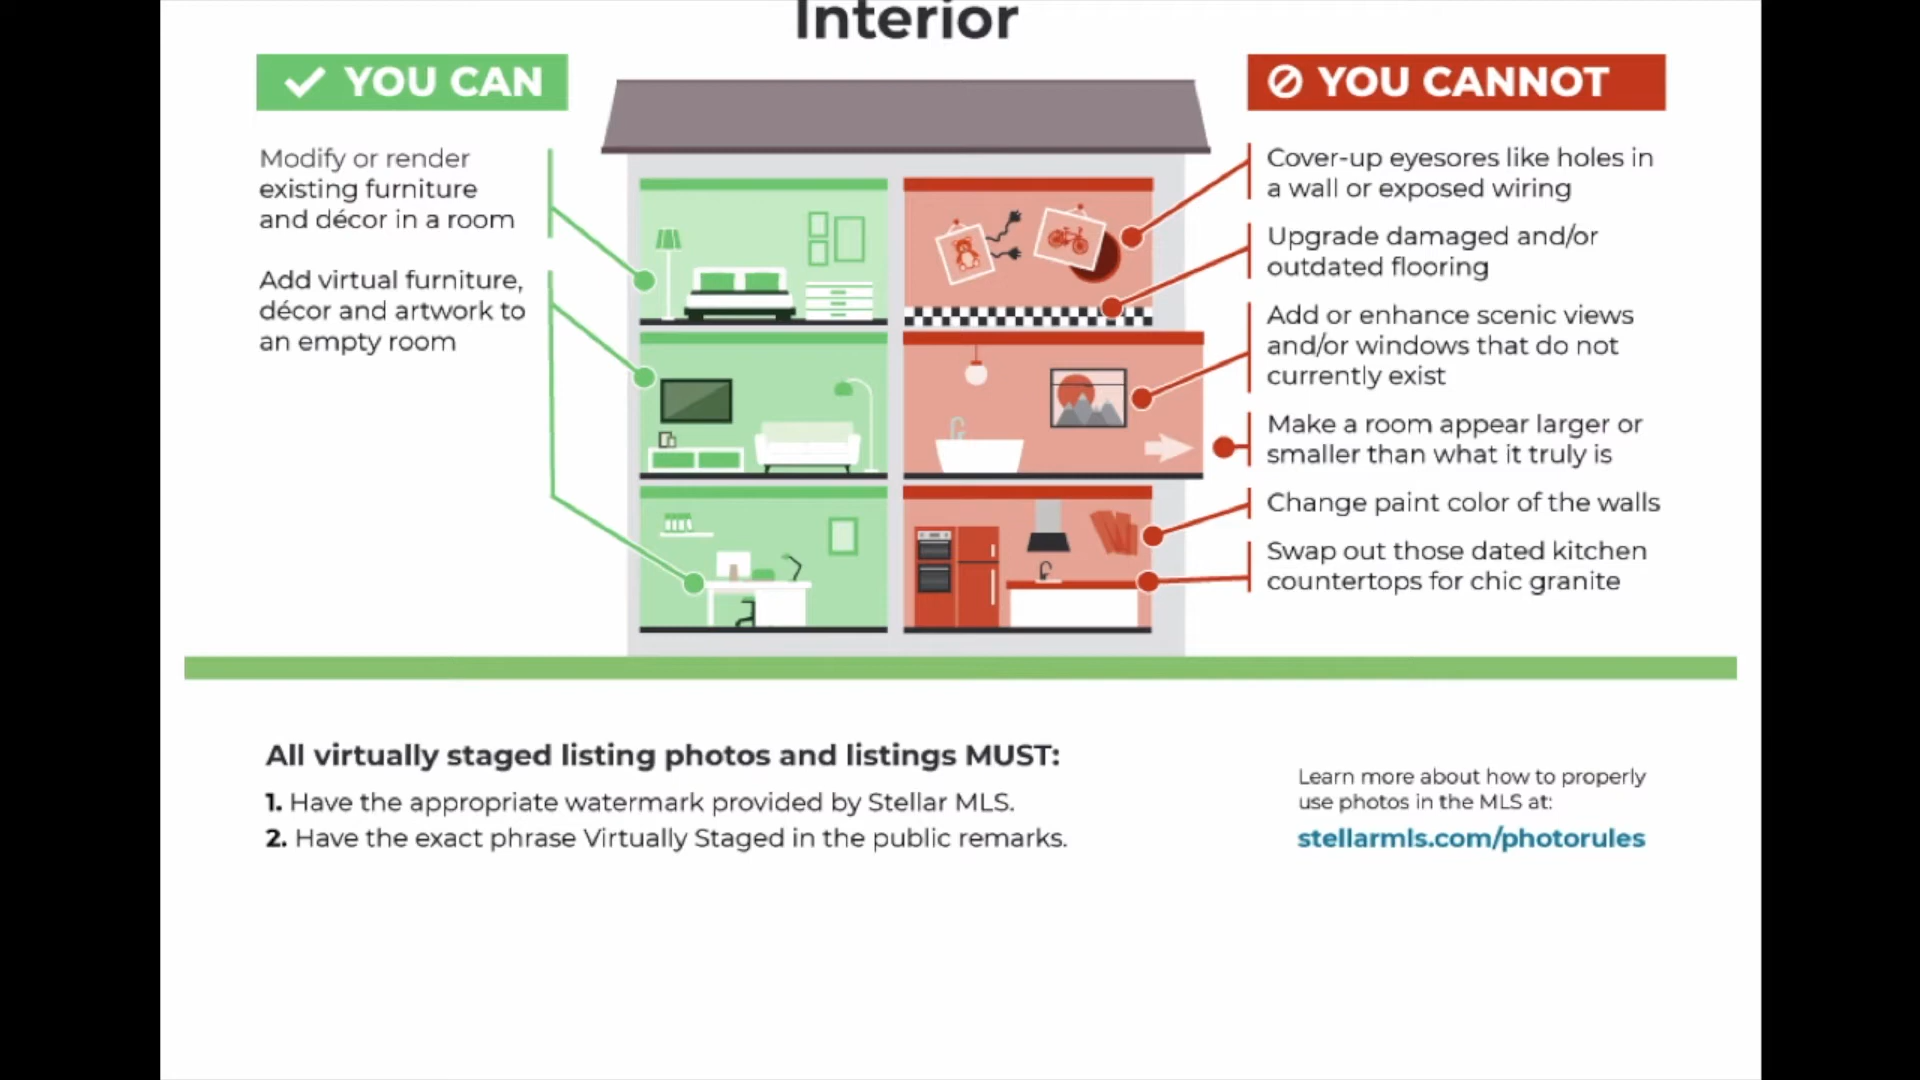 Interior
YOU CAN
Modify or render
existing furniture
and décor in a room
Add virtual furniture,
décor and artwork to
an empty room
YOU CANNOT
Cover-up eyesores like holes in
a wall or exposed wiring
Upgrade damaged and/or
outdated flooring
Add or enhance scenic views
and/or windows that do not
currently exist
Make a room appear larger or
smaller than what it truly is
Change paint color of the walls
Swap out those dated kitchen
countertops for chic granite
All virtually staged listing photos and listings MUST:
1. Have the appropriate watermark provided by Stellar MLS.
2. Have the exact phrase Virtually Staged in the public remarks.
Learn more about how to properly
use photos in the MLS at:
stellarmls.com/photorules